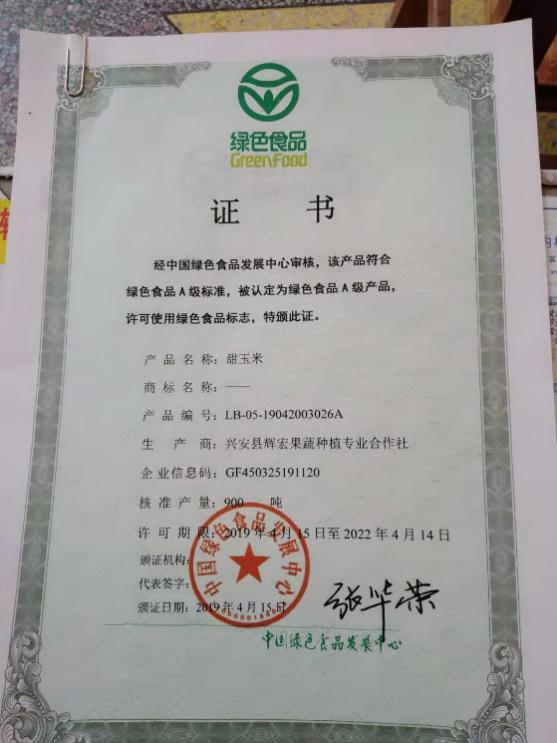 绿色食品
Greenfood
证 书
经中国绿色食品发展中心审核，该产品符合
绿色食品A级标准，被认定为绿色食品A级产品，
许可使用绿色食品标志，特颁此证。
产品名称：甜玉米
商标名称：——
产品编号：LB-05-19042003026A
生 产 商：兴安县辉宏果蔬种植专业合作社
企业信息码：GF450325191120
核准产量：900 吨
许可期限：2019年4月15日至2022年4月14日
颁证机构：
代表签字：
颁证日期：2019年4月15日
中国绿色食品发展中心
张华荣
中国绿色食品发展中心